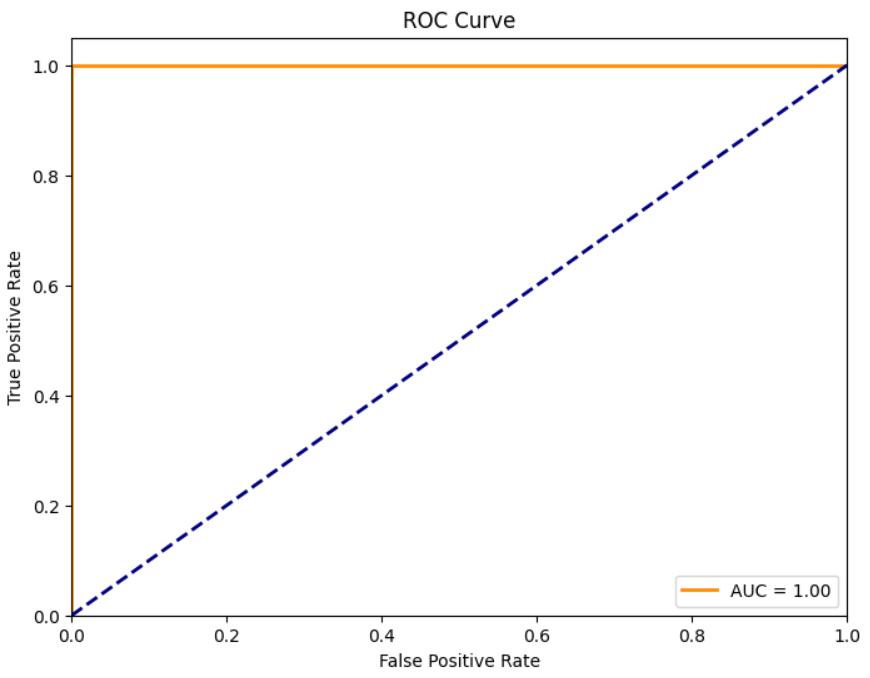 ROC Curve
1.0
0.8
0.6
0.4
0.2
0.0
True Positive Rate
AUC = 1.00
0.0 0.2 0.4 0.6 0.8 1.0
False Positive Rate